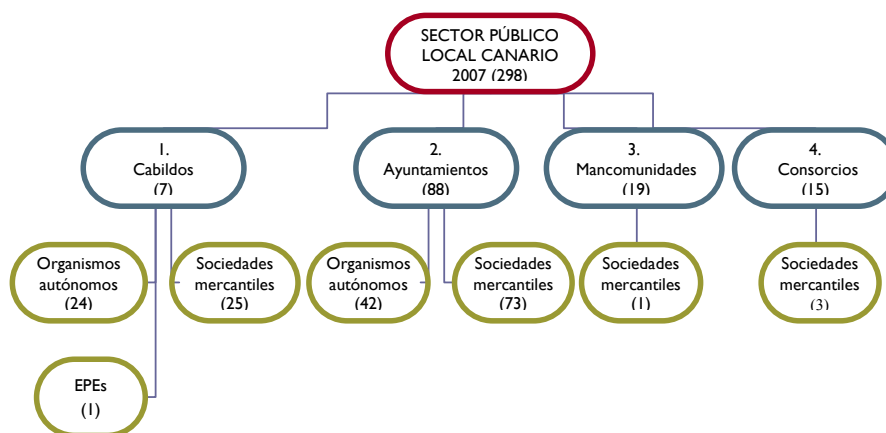 SECTOR PÚBLICO
LOCAL CANARIO
2007 (298)
1.
Cabildos
(7)
2.
Ayuntamientos
(88)
3.
Mancomunidades
(19)
4.
Consorcios
(15)
Organismos
autónomos
(24)
Sociedades
mercantiles
(25)
Organismos
autónomos
(42)
Sociedades
mercantiles
(73)
Sociedades
mercantiles
(1)
Sociedades
mercantiles
(3)
EPEs
(1)